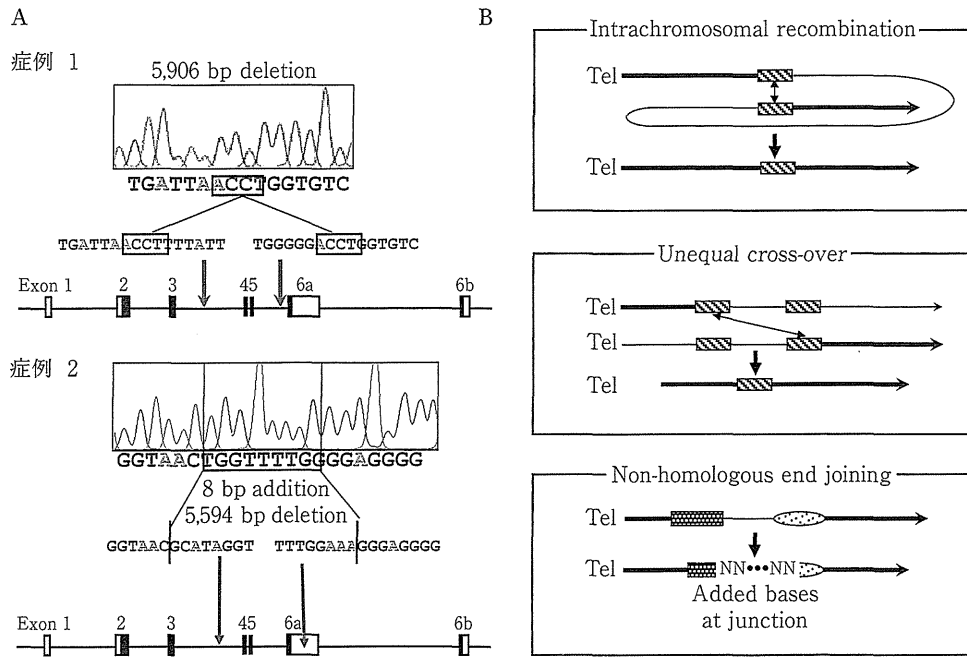 A
症例 1
5,906 bp deletion
TGATTAACCTGGTGTC
TGATTAACCTTTTATT TGGGGGACCTGGTGTC
Exon 1 2 3 45 6a 6b
症例 2
GGTAACTGGTTTTGGGGAGGGG
8 bp addition
5,594 bp deletion
GGTAACGCATAGGT TTTGGAAAGGGAGGGG
Exon 1 2 3 45 6a 6b
B
Intrachromosomal recombination
Tel
Tel
Unequal cross-over
Tel
Tel
Tel
Non-homologous end joining
Tel
Tel NN•••NN
Added bases
at junction